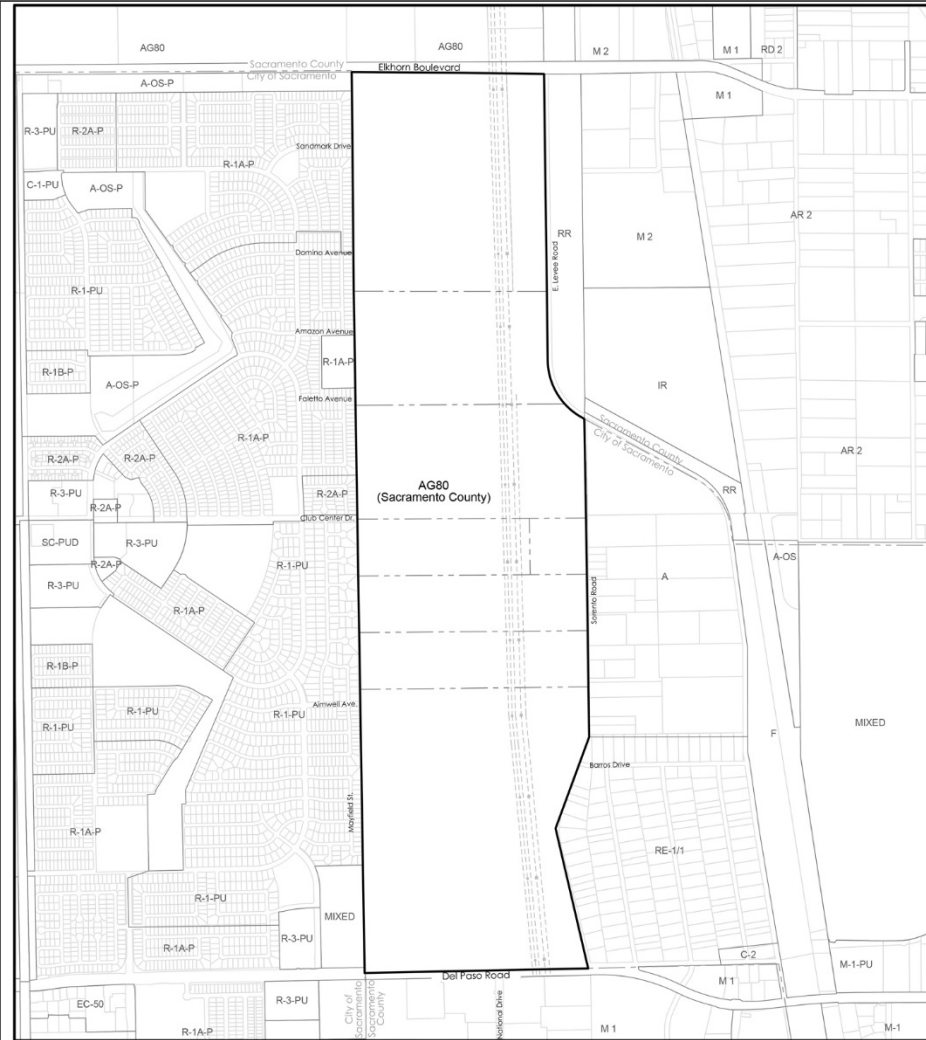 AG80
AG80
M 2
M 1
RD 2
Sacramento County
City of Sacramento
Elkhorn Boulevard
A-OS-P
M 1
R-3-PU
R-2A-P
Sandmark Drive
R-1A-P
C-1-PU
A-OS-P
AR 2
RR
M 2
Domino Avenue
E. Levee Road
R-1-PU
Amazon Avenue
R-1A-P
R-1B-P
A-OS-P
IR
Faletto Avenue
Sacramento County
City of Sacramento
R-1A-P
R-2A-P
R-2A-P
AR 2
AG80
(Sacramento County)
R-3-PU
R-2A-P
RR
R-2A-P
Club Center Dr.
SC-PUD
R-3-PU
R-2A-P
A-OS
R-1-PU
R-3-PU
A
R-1A-P
Sorento Road
R-1B-P
Aimwell Ave.
R-1-PU
R-1-PU
R-1-PU
MIXED
F
Barros Drive
Mayfield St.
R-1A-P
RE-1/1
R-1-PU
MIXED
R-3-PU
R-1A-P
C-2
Del Paso Road
M 1
M-1-PU
EC-50
R-3-PU
City of
Sacramento
Sacramento
County
National Drive
R-1A-P
M 1
M-1